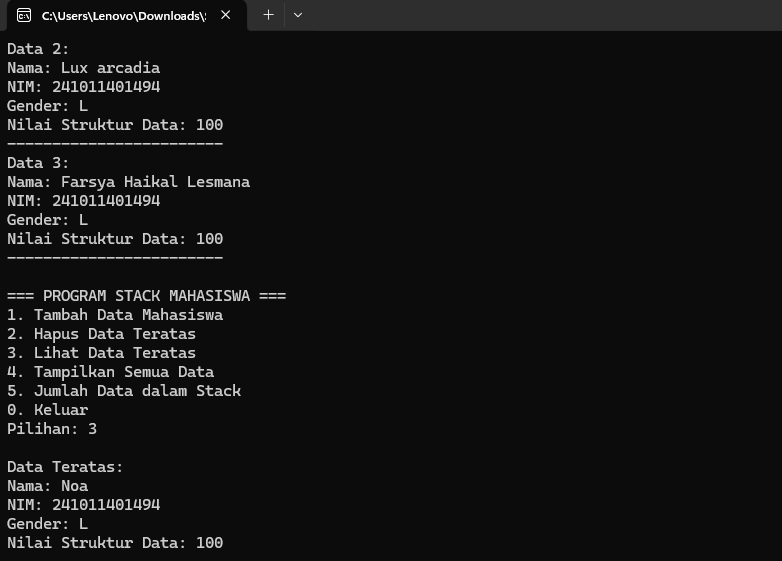 C:\Users\Lenovo\Downloads\
Data 2:
Nama: Lux arcadia
NIM: 241011401494
Gender: L
Nilai Struktur Data: 100
------------------------
Data 3:
Nama: Farsya Haikal Lesmana
NIM: 241011401494
Gender: L
Nilai Struktur Data: 100
------------------------
=== PROGRAM STACK MAHASISWA ===
1. Tambah Data Mahasiswa
2. Hapus Data Teratas
3. Lihat Data Teratas
4. Tampilkan Semua Data
5. Jumlah Data dalam Stack
0. Keluar
Pilihan: 3
Data Teratas:
Nama: Noa
NIM: 241011401494
Gender: L
Nilai Struktur Data: 100